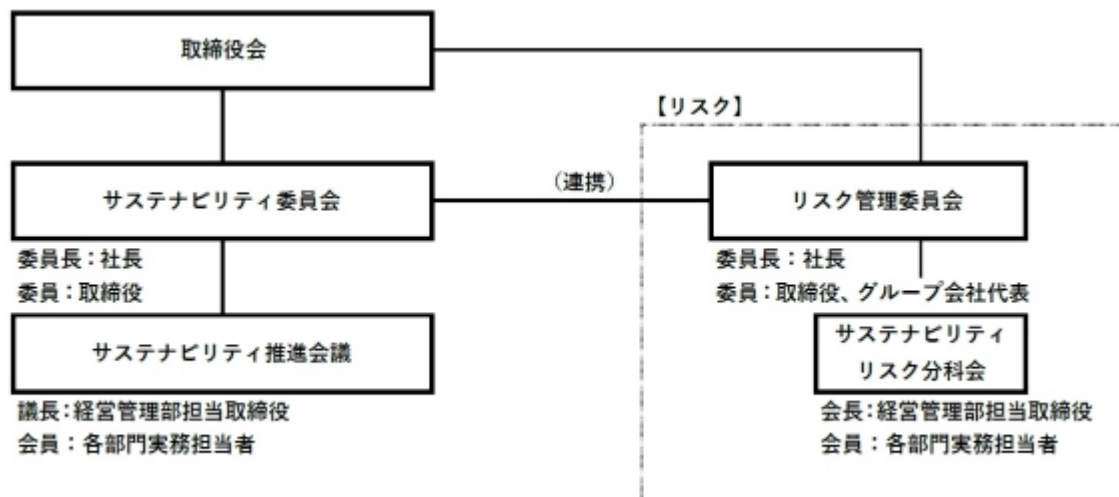 取締役会
【リスク】
サステナビリティ委員会
(連携)
リスク管理委員会
委員長：社長
委員：取締役
委員長：社長
委員：取締役、グループ会社代表
サステナビリティ推進会議
サステナビリティ
リスク分科会
議長：経営管理部担当取締役
会員：各部門実務担当者
会長：経営管理部担当取締役
会員：各部門実務担当者